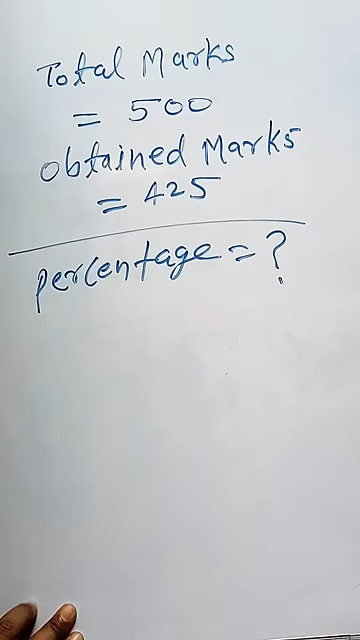 Total Marks
= 500
Obtained Marks
= 425
percentage = ?